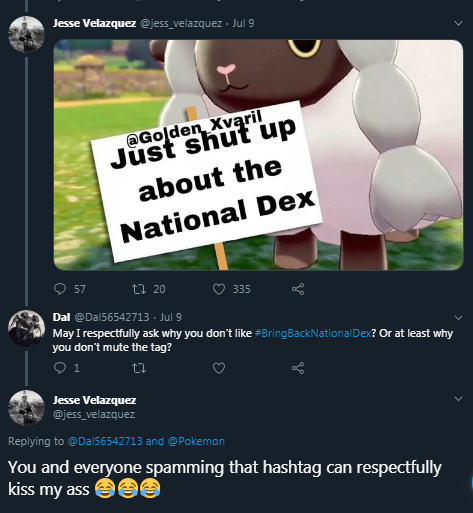 Jesse Velazquez @jess_velazquez · Jul 9
@Golden_Xvaril
Just shut up
about the
National Dex
57 20 335
Dal @Dal56542713 · Jul 9
May I respectfully ask why you don't like #BringBackNationalDex? Or at least why
you don't mute the tag?
1
Jesse Velazquez
@jess_velazquez
Replying to @Dal56542713 and @Pokemon
You and everyone spamming that hashtag can respectfully
kiss my ass 😂😂😂